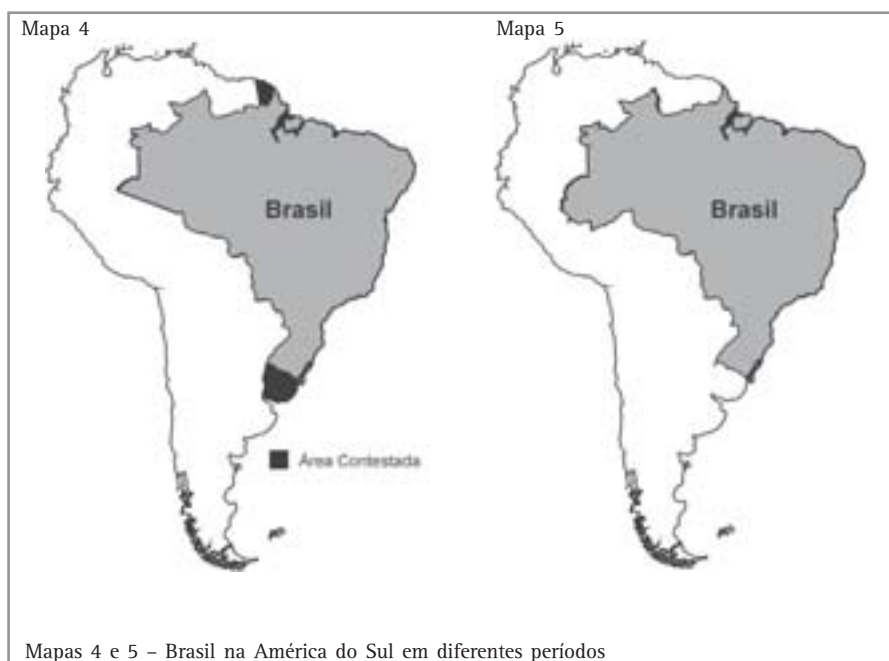 Mapa 4
Mapa 5
Brasil
Brasil
Área Contestada
Mapas 4 e 5 – Brasil na América do Sul em diferentes períodos